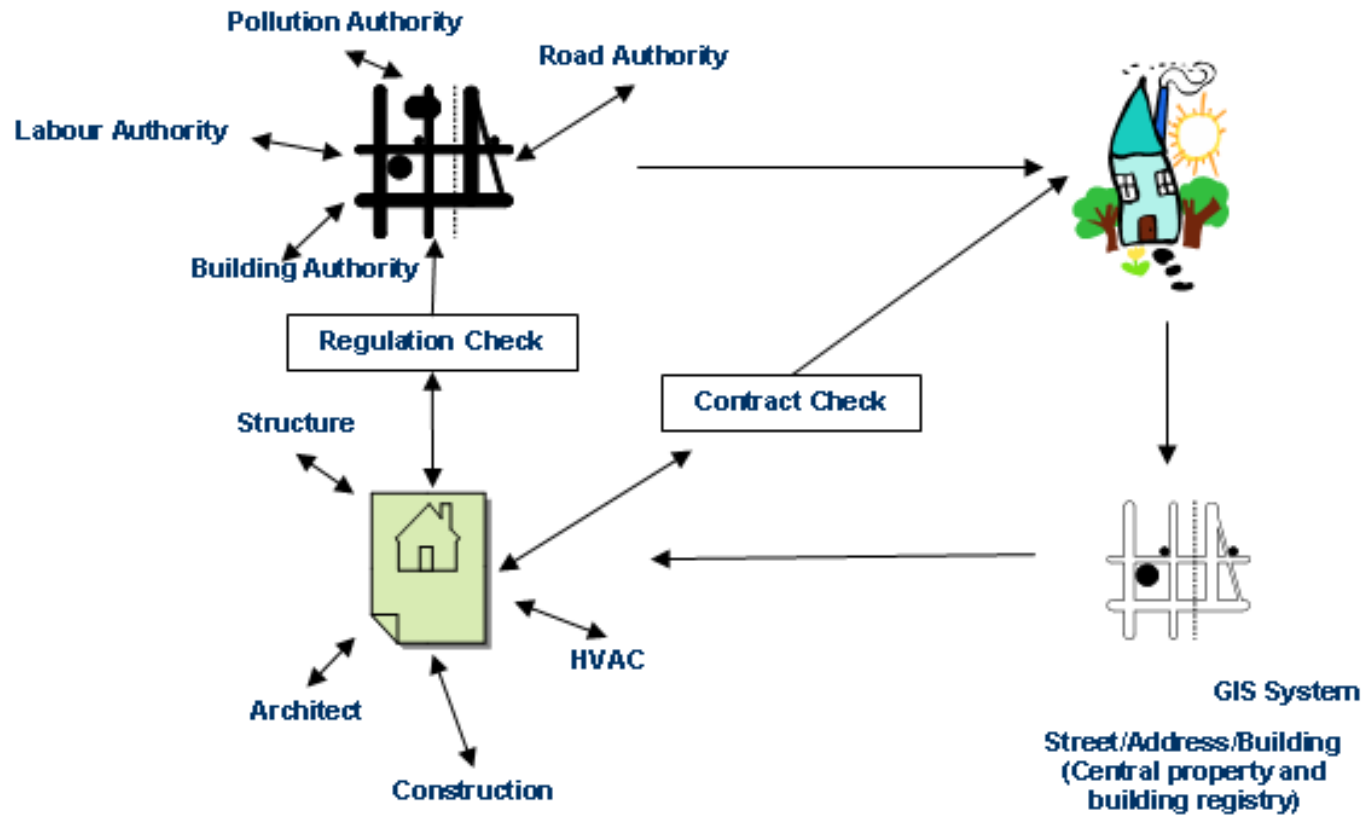 Pollution Authority
Road Authority
Labour Authority
Building Authority
Regulation Check
Contract Check
Structure
HVAC
Architect
Construction
GIS System
Street/Address/Building
(Central property and
building registry)